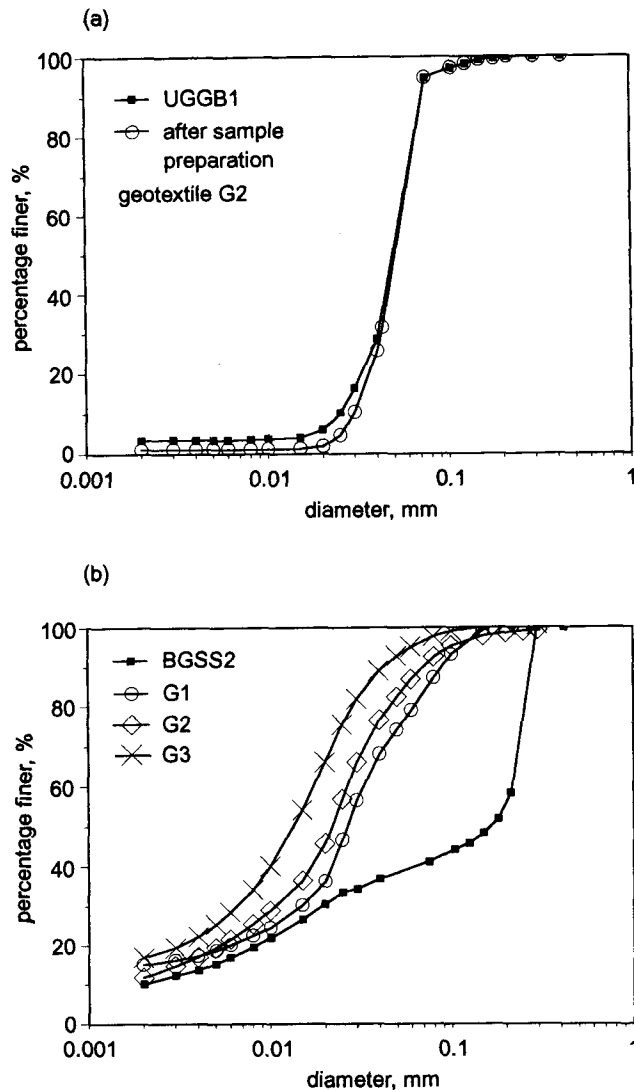 (a)
100
80
60
40
20
0
percentage finer, %
UGGB1
after sample
preparation
geotextile G2
0.001
0.01
0.1
1
diameter, mm
(b)
100
80
60
40
20
0
percentage finer, %
BGSS2
G1
G2
G3
0.001
0.01
0.1
1
diameter, mm